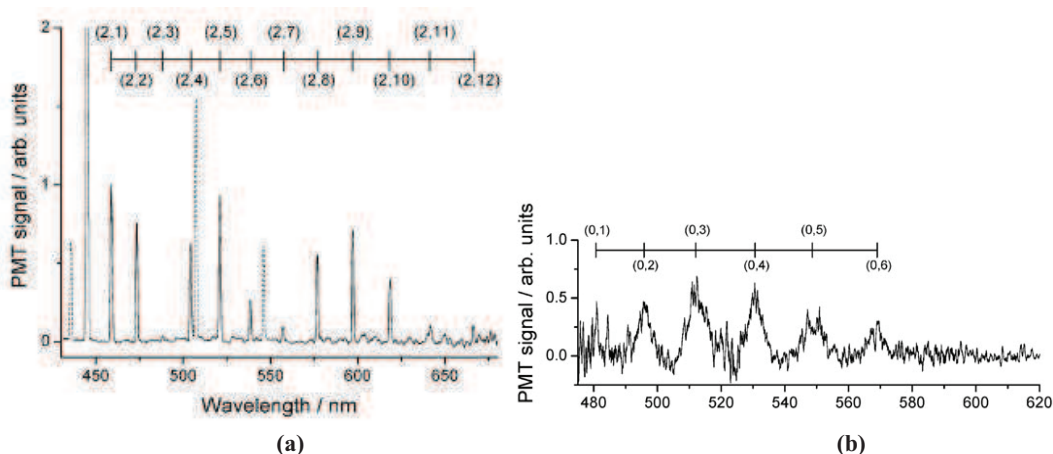 (2.1) (2.3) (2.5) (2.7) (2.9) (2.11)
(2.2) (2.4) (2.6) (2.8) (2.10) (2.12)
2
1
0
PMT signal / arb. units
450 500 550 600 650
Wavelength / nm
(a)
(0,1) (0,3) (0,5)
(0,2) (0,4) (0,6)
1.0
0.5
0.0
PMT signal / arb. units
480 500 520 540 560 580 600 620
(b)